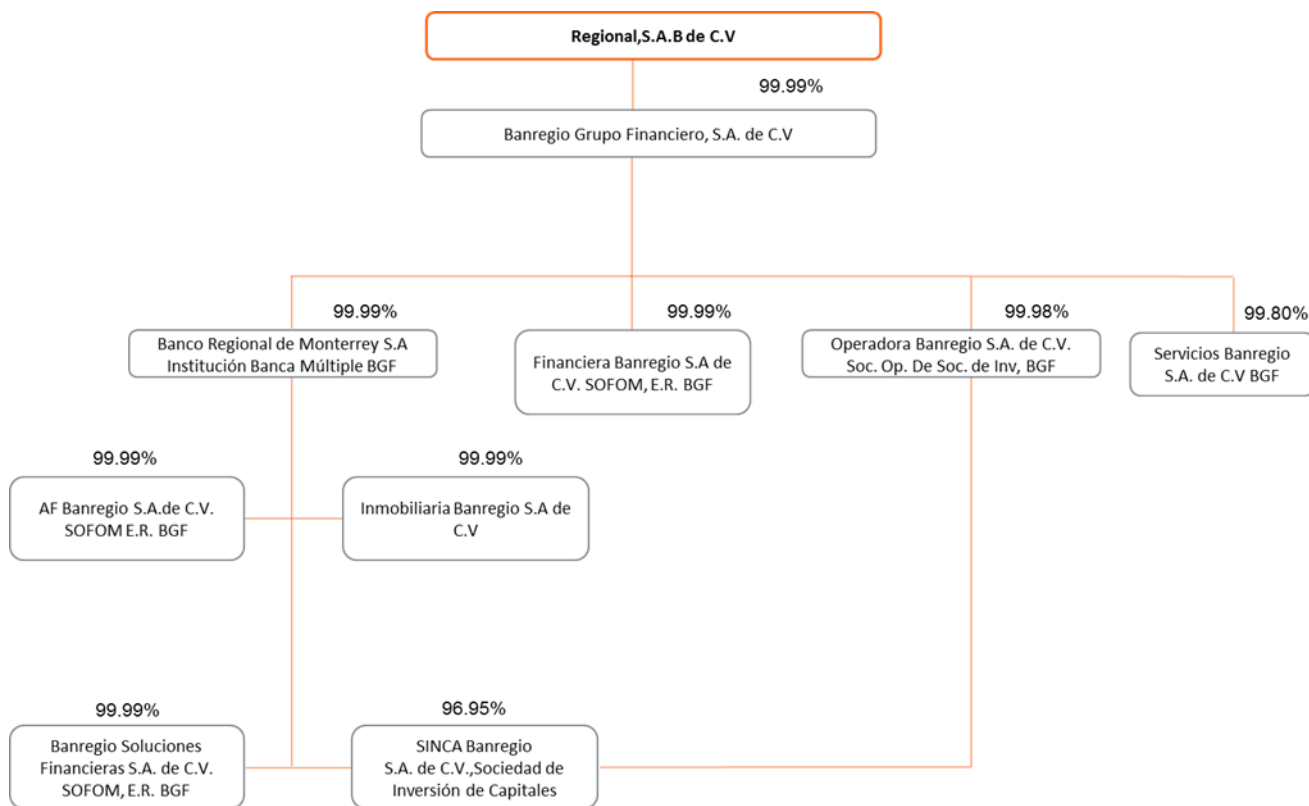 Regional,S.A.B de C.V
99.99%
Banregio Grupo Financiero, S.A. de C.V
99.99%
Banco Regional de Monterrey S.A
Institución Banca Múltiple BGF
99.99%
Financiera Banregio S.A de
C.V. SOFOM, E.R. BGF
99.98%
Operadora Banregio S.A. de C.V.
Soc. Op. De Soc. de Inv, BGF
99.80%
Servicios Banregio
S.A. de C.V BGF
99.99%
AF Banregio S.A.de C.V.
SOFOM E.R. BGF
99.99%
Inmobiliaria Banregio S.A de
C.V
99.99%
Banregio Soluciones
Financieras S.A. de C.V.
SOFOM, E.R. BGF
96.95%
SINCA Banregio
S.A. de C.V.,Sociedad de
Inversión de Capitales